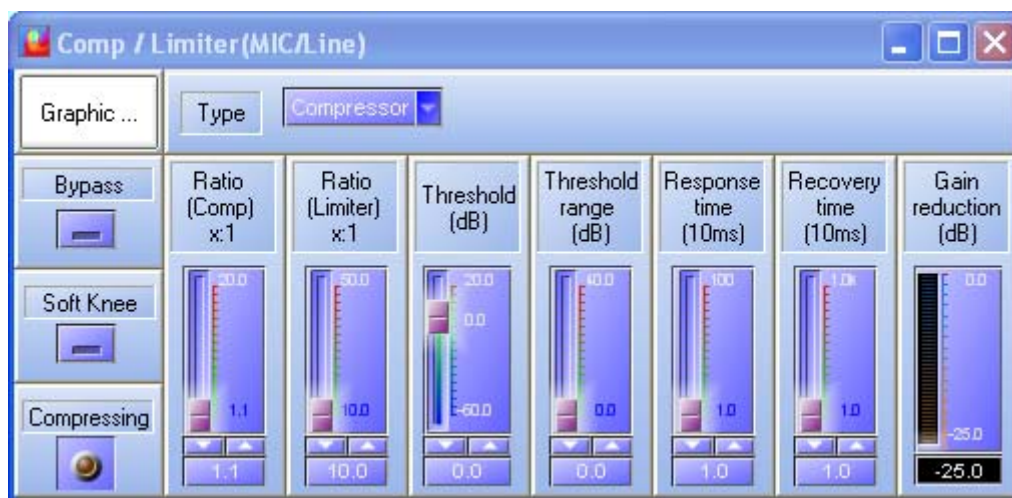 Comp / Limiter(MIC/Line)
Graphic ...
Type
Compressor
Bypass
Soft Knee
Compressing
Ratio
(Comp)
x:1
20.0
1.1
1.1
Ratio
(Limiter)
x:1
50.0
10.0
10.0
Threshold
(dB)
20.0
0.0
-60.0
0.0
Threshold
range
(dB)
40.0
0.0
0.0
Response
time
(10ms)
100
1.0
1.0
Recovery
time
(10ms)
1.0k
1.0
1.0
Gain
reduction
(dB)
0.0
-25.0
-25.0